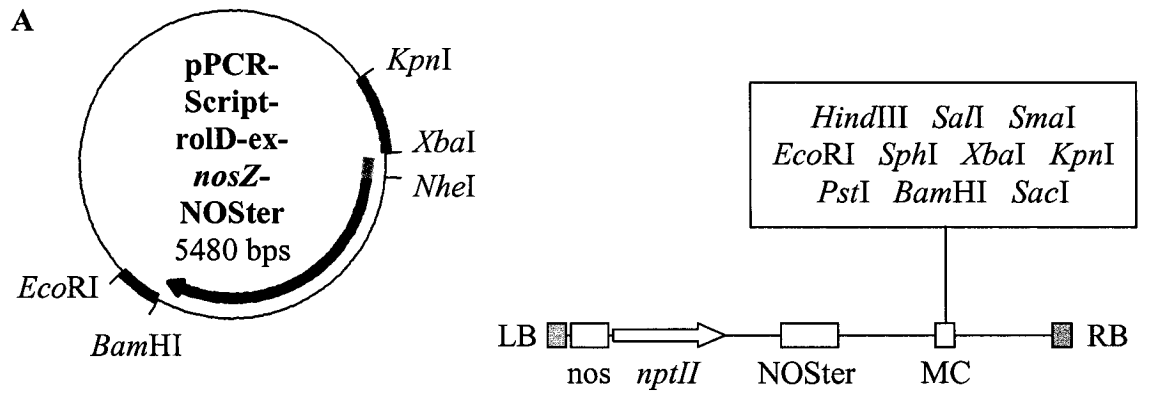 A
pPCR-
Script-
rolD-ex-
nosZ-
NOSter
5480 bps
KpnI
XbaI
NheI
EcoRI
BamHI
HindIII SalI SmaI
EcoRI SphI XbaI KpnI
PstI BamHI SacI
LB
RB
nos nptII NOSter MC